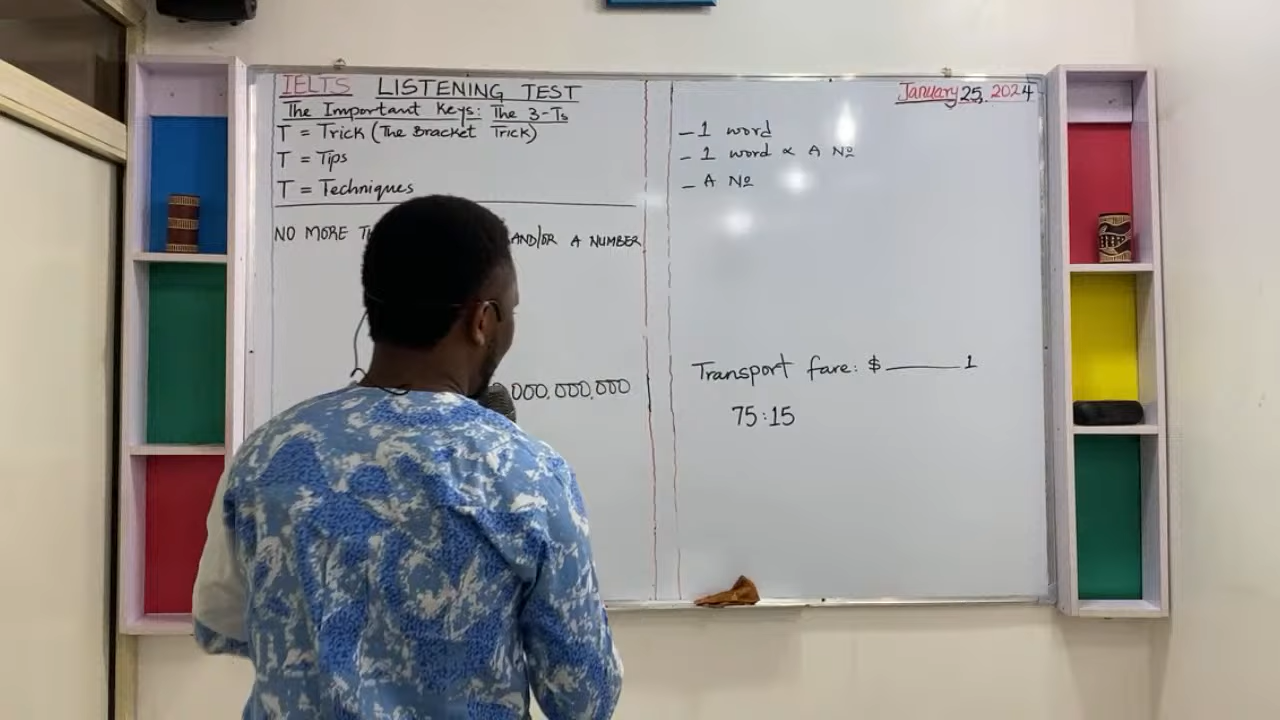 IELTS LISTENING TEST
The Important Keys: The 3-Ts
T = Trick (The Bracket Trick)
T = Tips
T = Techniques
NO MORE AND/OR A NUMBER
000,000,000
January 25, 2024
- 1 word
- 1 word ∝ A No
- A No
Transport fare: $ ______ 1
75:15